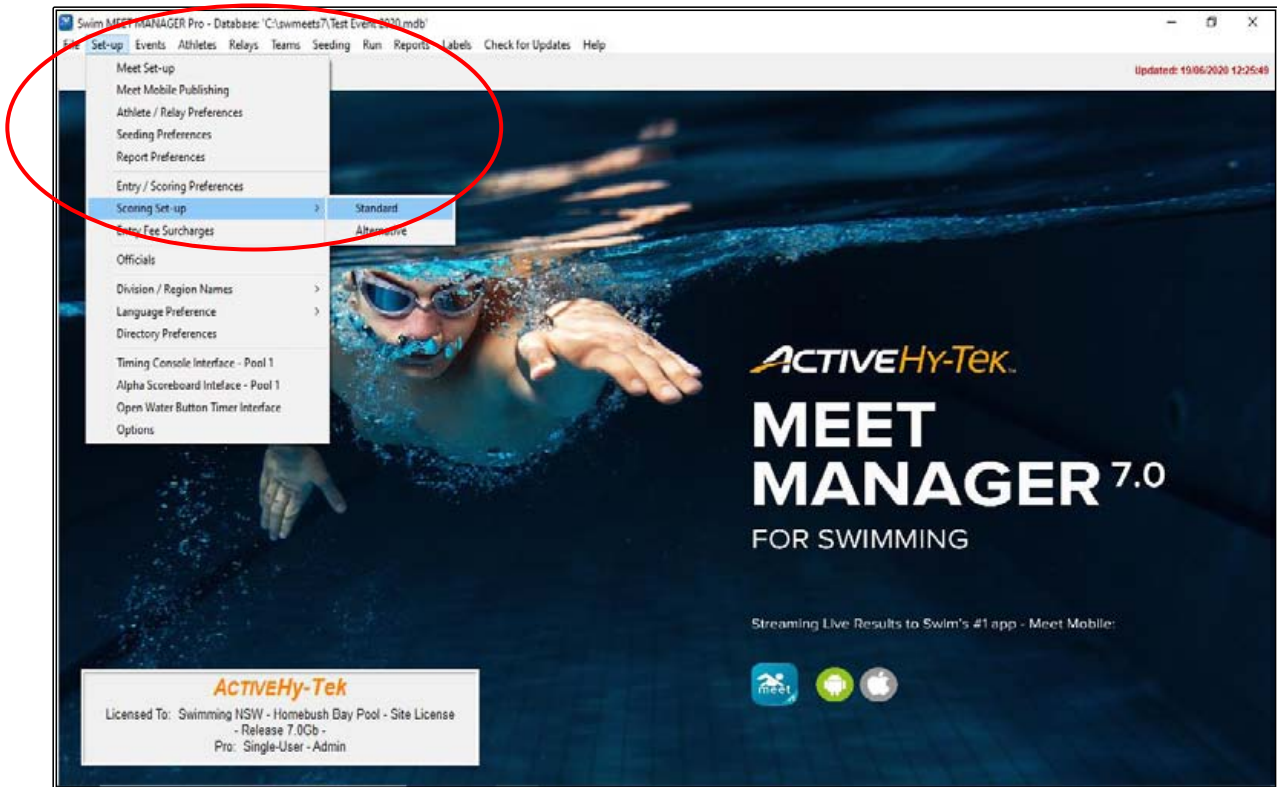 Swim MEET MANAGER Pro - Database: 'C:\swmeets7\Test Event 2020.mdb'
File Set-up Events Athletes Relays Teams Seeding Run Reports Labels Check for Updates Help
Updated: 19/06/2020 12:25:49
Meet Set-up
Meet Mobile Publishing
Athlete / Relay Preferences
Seeding Preferences
Report Preferences
Entry / Scoring Preferences
Scoring Set-up > Standard
Entry Fee Surcharges Alternative
Officials
Division / Region Names >
Language Preference >
Directory Preferences
Timing Console Interface - Pool 1
Alpha Scoreboard Inteface - Pool 1
Open Water Button Timer Interface
Options
ACTIVEHy-Tek
MEET
MANAGER 7.0
FOR SWIMMING
Streaming Live Results to Swim's #1 app - Meet Mobile:
meet
ACTIVEHy-Tek
Licensed To: Swimming NSW - Homebush Bay Pool - Site License
- Release 7.0Gb -
Pro: Single-User - Admin